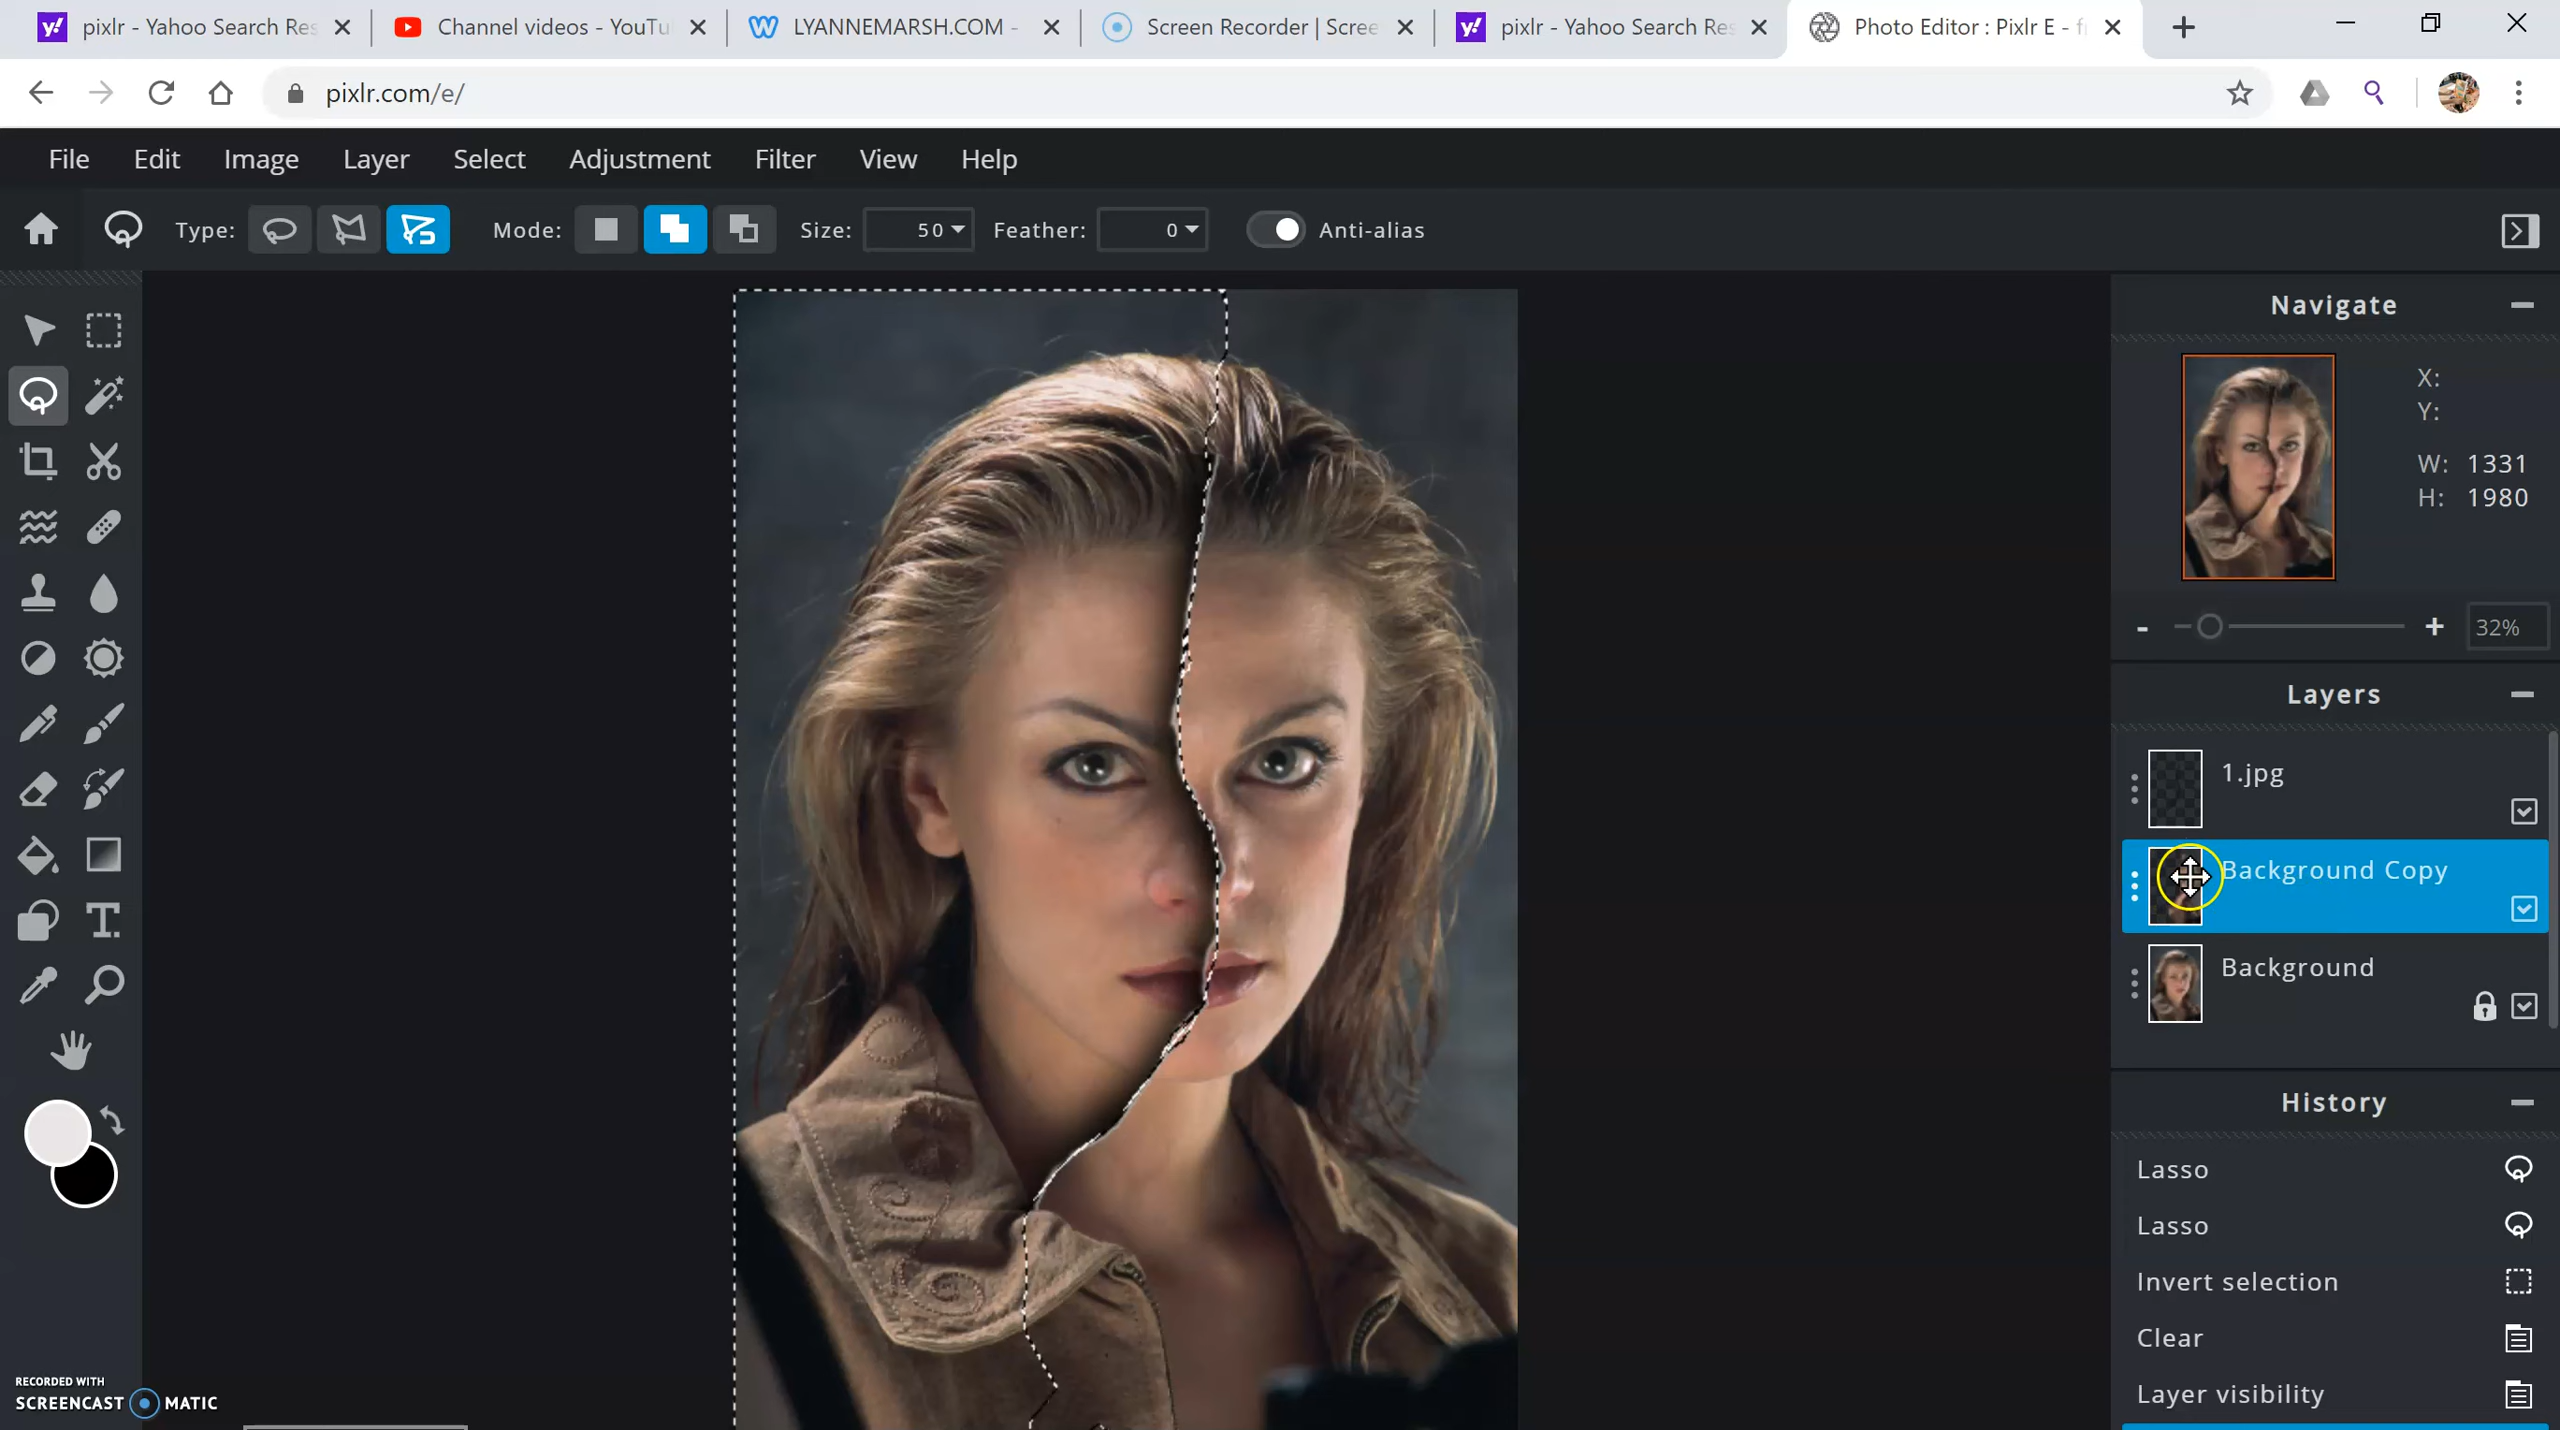 pixlr - Yahoo Search Res
Channel videos - YouTu
LYANNEMARSH.COM -
Screen Recorder | Scree
pixlr - Yahoo Search Res
Photo Editor : Pixlr E - f
pixlr.com/e/
File Edit Image Layer Select Adjustment Filter View Help
Type: Mode: Size: 50 Feather: 0 Anti-alias
Navigate
X:
Y:
W: 1331
H: 1980
- + 32%
Layers
1.jpg
Background Copy
Background
History
Lasso
Lasso
Invert selection
Clear
Layer visibility
RECORDED WITH
SCREENCAST MATIC